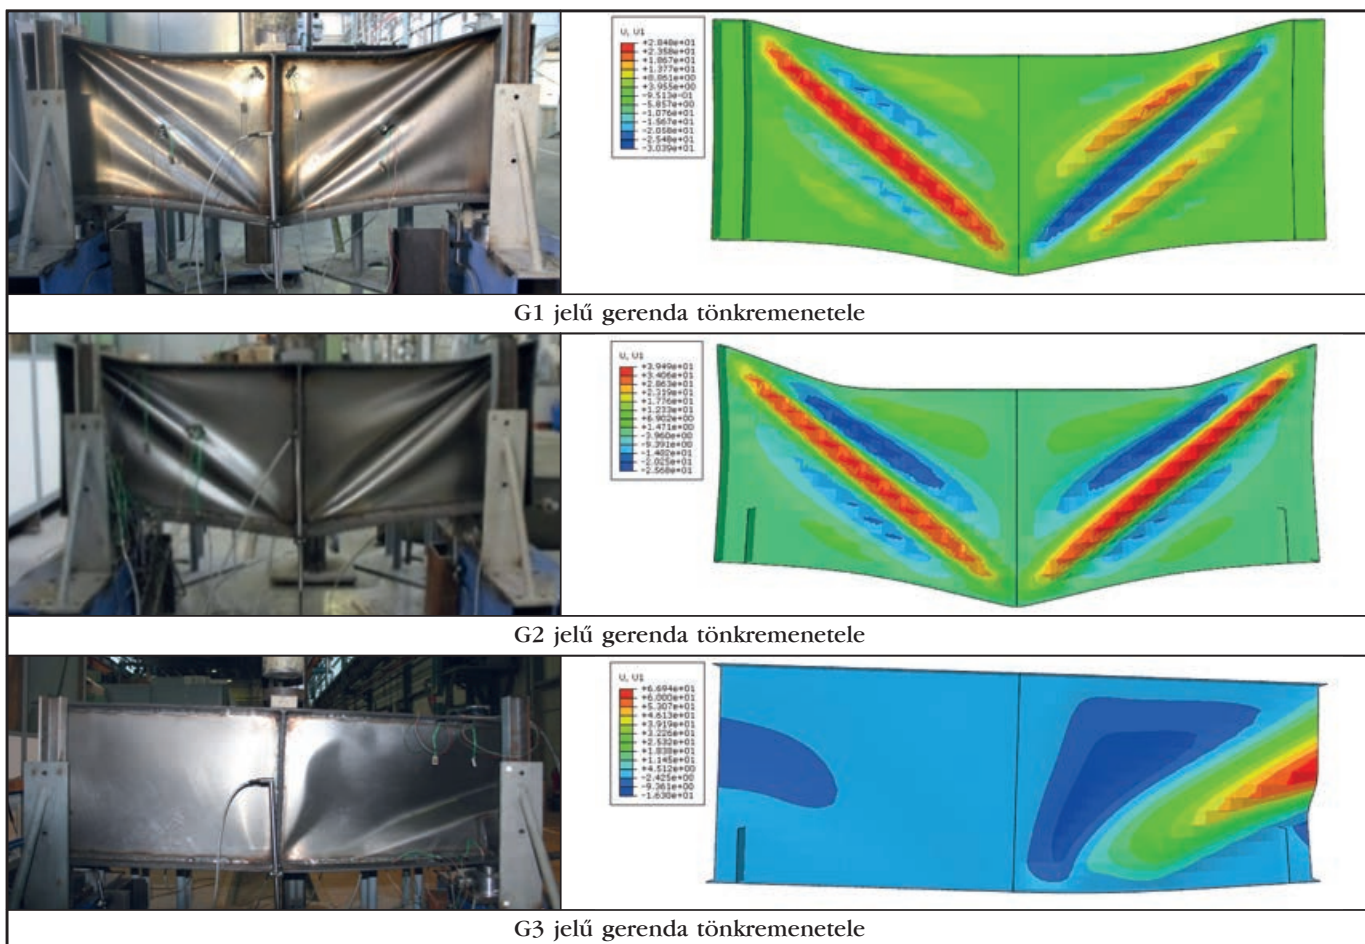 U, U1
+2.848e+01
+2.358e+01
+1.867e+01
+1.377e+01
+8.861e+00
+3.955e+00
-9.513e-01
-5.857e+00
-1.076e+01
-1.567e+01
-2.058e+01
-2.548e+01
-3.039e+01
G1 jelű gerenda tönkremenetele
U, U1
+3.949e+01
+3.406e+01
+2.863e+01
+2.319e+01
+1.776e+01
+1.233e+01
+6.902e+00
+1.471e+00
-3.960e+00
-9.391e+00
-1.482e+01
-2.025e+01
-2.568e+01
G2 jelű gerenda tönkremenetele
U, U1
+6.694e+01
+6.000e+01
+5.307e+01
+4.613e+01
+3.919e+01
+3.226e+01
+2.532e+01
+1.838e+01
+1.145e+01
+4.512e+00
-2.425e+00
-9.361e+00
-1.630e+01
G3 jelű gerenda tönkremenetele